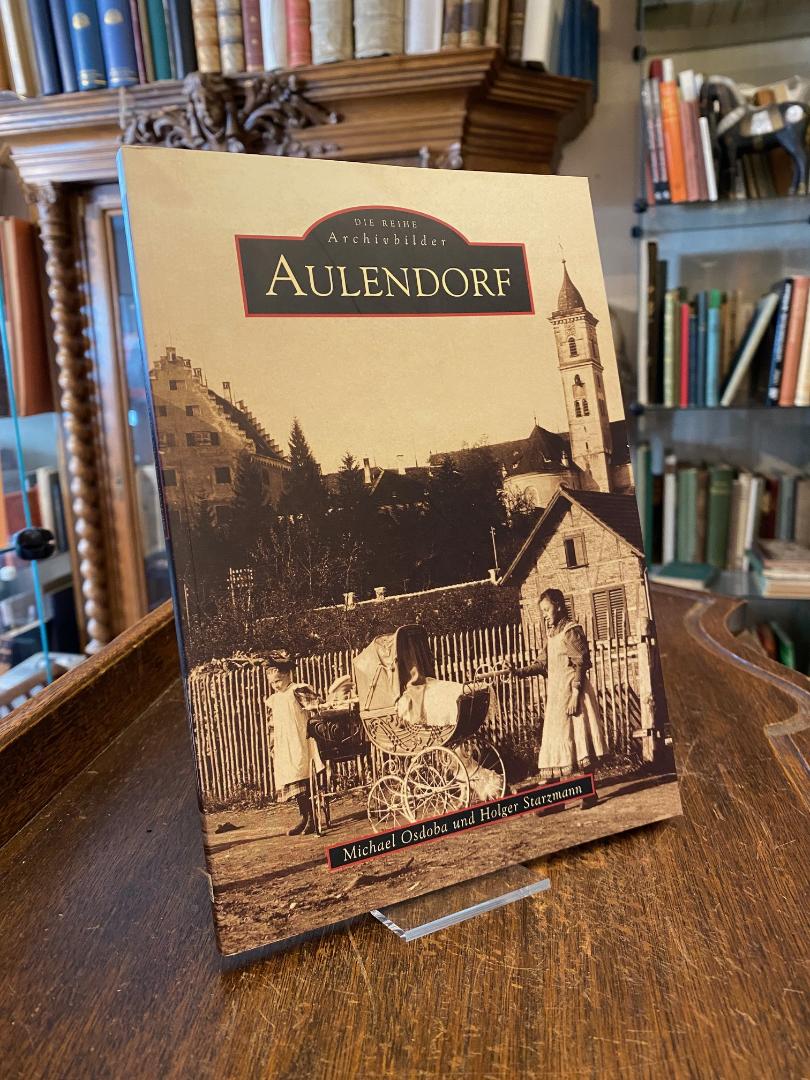 DIE REIHE
Archivbilder
AULENDORF
Michael Osdoba und Holger Starzmann